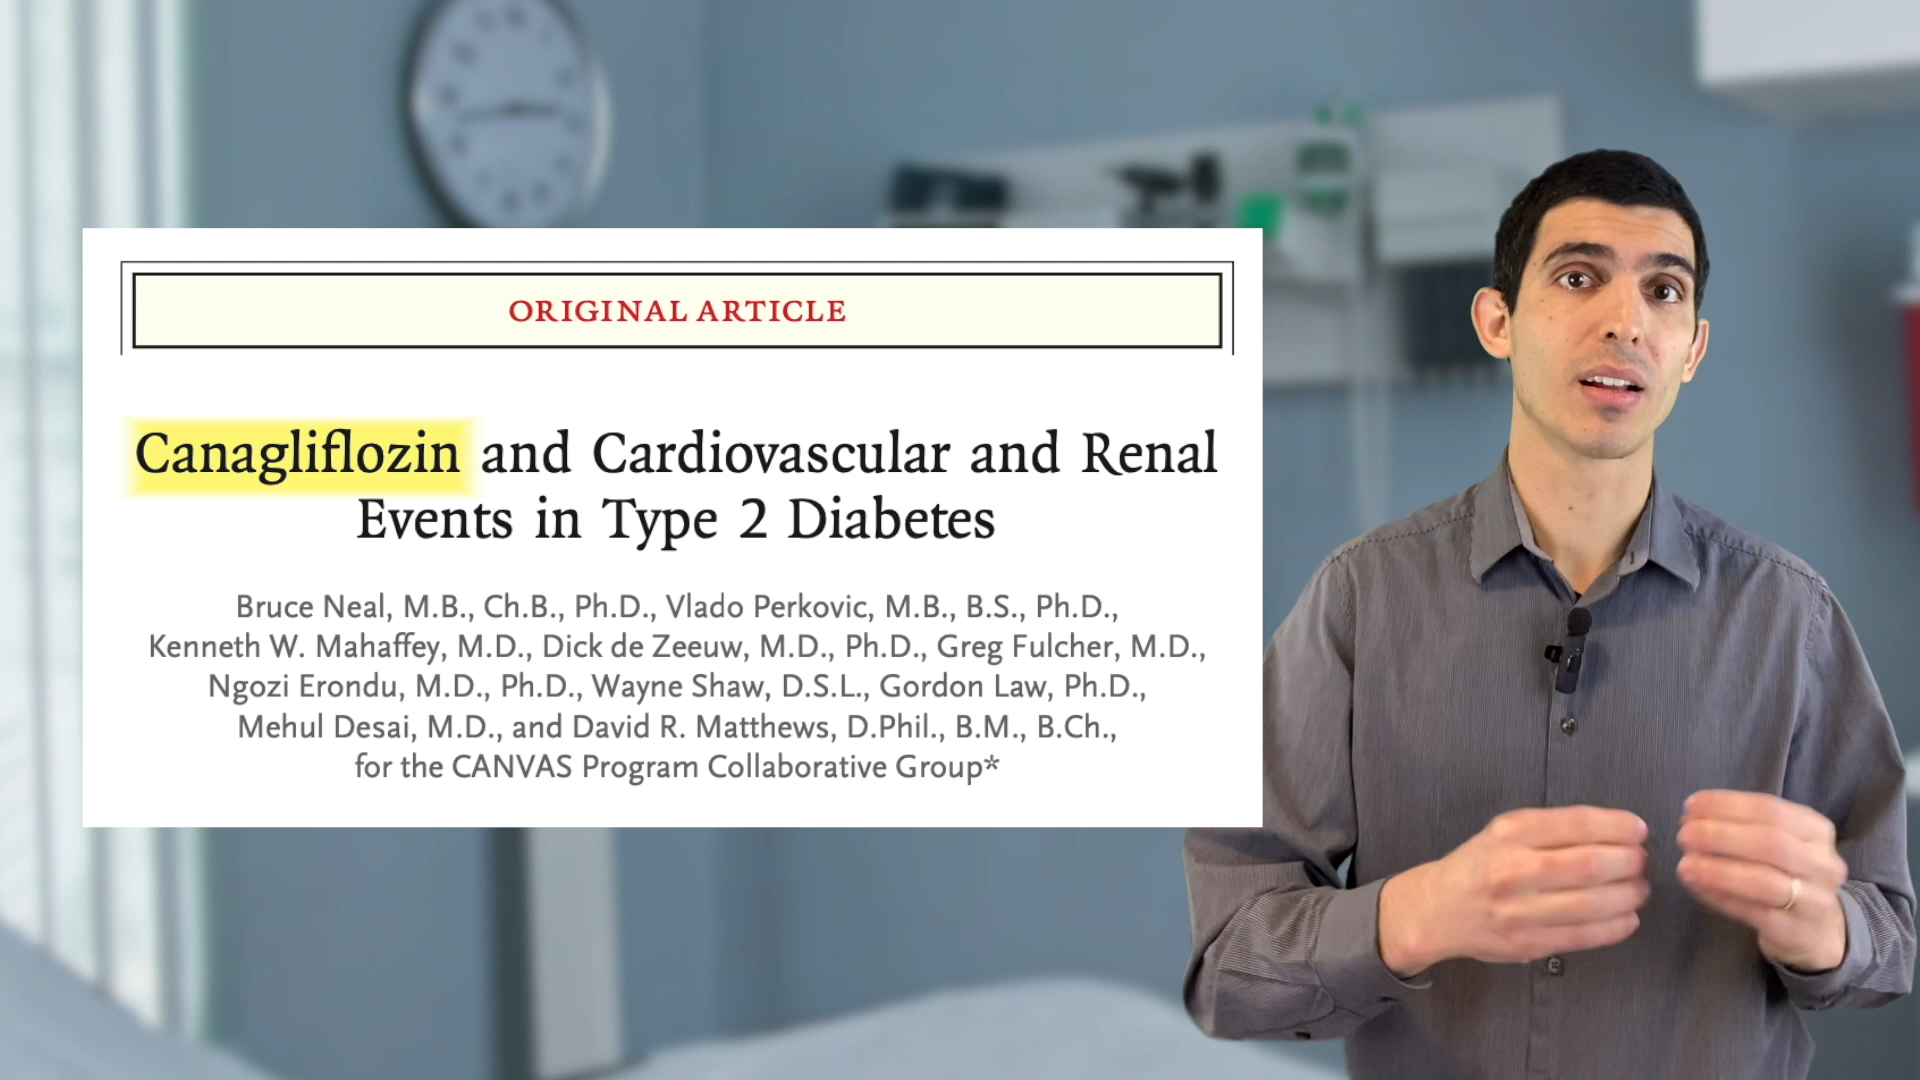 ORIGINAL ARTICLE
Canagliflozin and Cardiovascular and Renal
Events in Type 2 Diabetes
Bruce Neal, M.B., Ch.B., Ph.D., Vlado Perkovic, M.B., B.S., Ph.D.,
Kenneth W. Mahaffey, M.D., Dick de Zeeuw, M.D., Ph.D., Greg Fulcher, M.D.,
Ngozi Erondu, M.D., Ph.D., Wayne Shaw, D.S.L., Gordon Law, Ph.D.,
Mehul Desai, M.D., and David R. Matthews, D.Phil., B.M., B.Ch.,
for the CANVAS Program Collaborative Group*